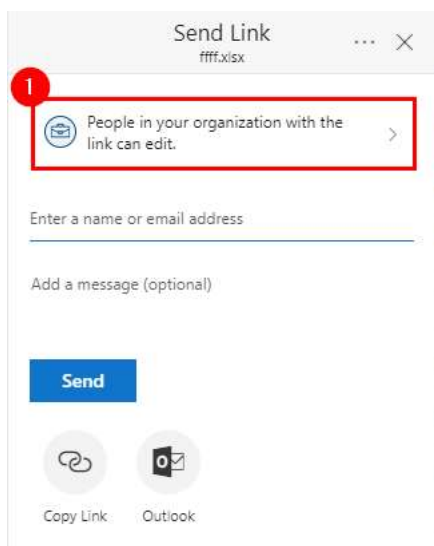 Send Link
ffff.xlsx
1
People in your organization with the
link can edit.
Enter a name or email address
Add a message (optional)
Send
Copy Link
Outlook